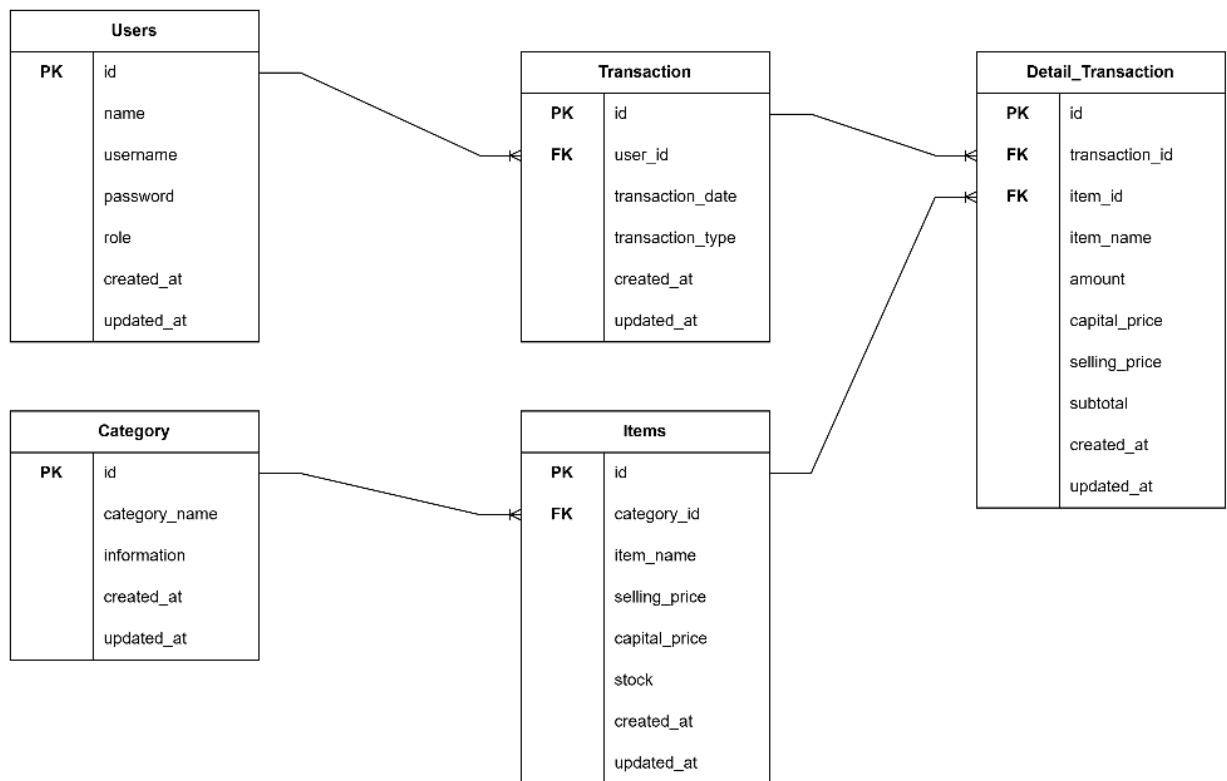 Users
PK id
name
username
password
role
created_at
updated_at
Transaction
PK id
FK user_id
transaction_date
transaction_type
created_at
updated_at
Detail_Transaction
PK id
FK transaction_id
FK item_id
item_name
amount
capital_price
selling_price
subtotal
created_at
updated_at
Category
PK id
category_name
information
created_at
updated_at
Items
PK id
FK category_id
item_name
selling_price
capital_price
stock
created_at
updated_at